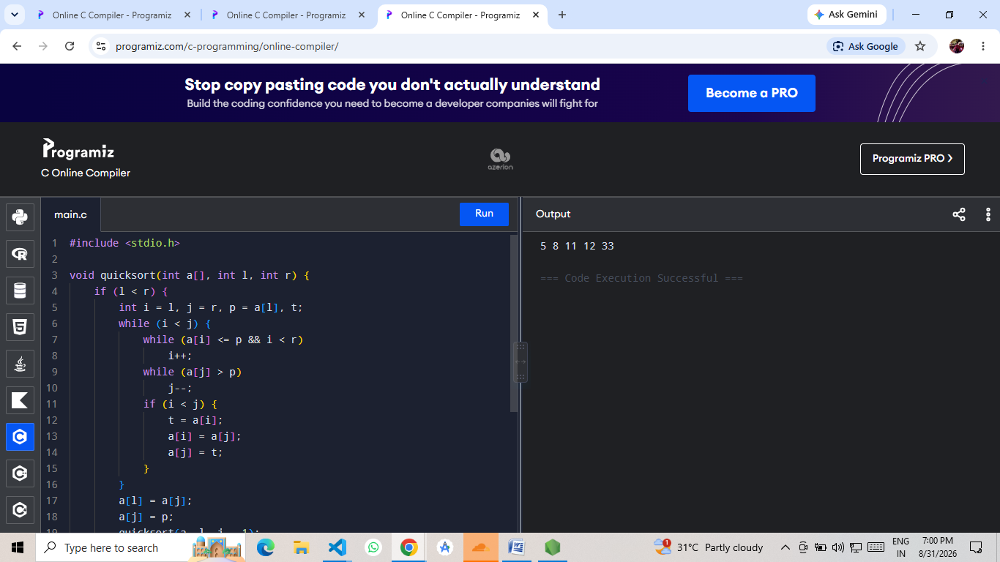 Online C Compiler - Programiz
Online C Compiler - Programiz
Online C Compiler - Programiz
Ask Gemini
programiz.com/c-programming/online-compiler/
Ask Google
Stop copy pasting code you don't actually understand
Build the coding confidence you need to become a developer companies will fight for
Become a PRO
Programiz
C Online Compiler
azerion
Programiz PRO
main.c
Run
Output
1 #include <stdio.h>
2
3 void quicksort(int a[], int l, int r) {
4     if (l < r) {
5         int i = l, j = r, p = a[l], t;
6         while (i < j) {
7             while (a[i] <= p && i < r)
8                 i++;
9             while (a[j] > p)
10                 j--;
11             if (i < j) {
12                 t = a[i];
13                 a[i] = a[j];
14                 a[j] = t;
15             }
16         }
17         a[l] = a[j];
18         a[j] = p;
19         quicksort(a, l, j - 1);
5 8 11 12 33
=== Code Execution Successful ===
Type here to search
1
31°C Partly cloudy
ENG
IN
7:00 PM
8/31/2026